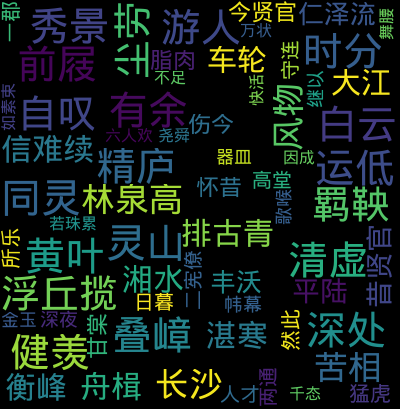 一郡
秀景
尘劳
游人
今贤官
仁泽流
舞腰
万状
前屐
脂肉
车轮
守连
时分
不足
快活
继以
大江
如素束
自叹
有余
风物
白云
六人欢
尧舜
伤今
信难续
精庐
器皿
因成
运低
同灵
林泉高
怀昔
高堂
歌喉
羁鞅
若珠累
所乐
黄叶
灵山
排古青
昔贤官
清虚
湘水
二宪僚
丰沃
平陆
浮丘揽
日暮
韩幕
金玉
深夜
甘棠
叠嶂
湛寒
然此
深处
健羡
苦相
衡峰
舟楫
长沙
人才
两通
千态
猛虎